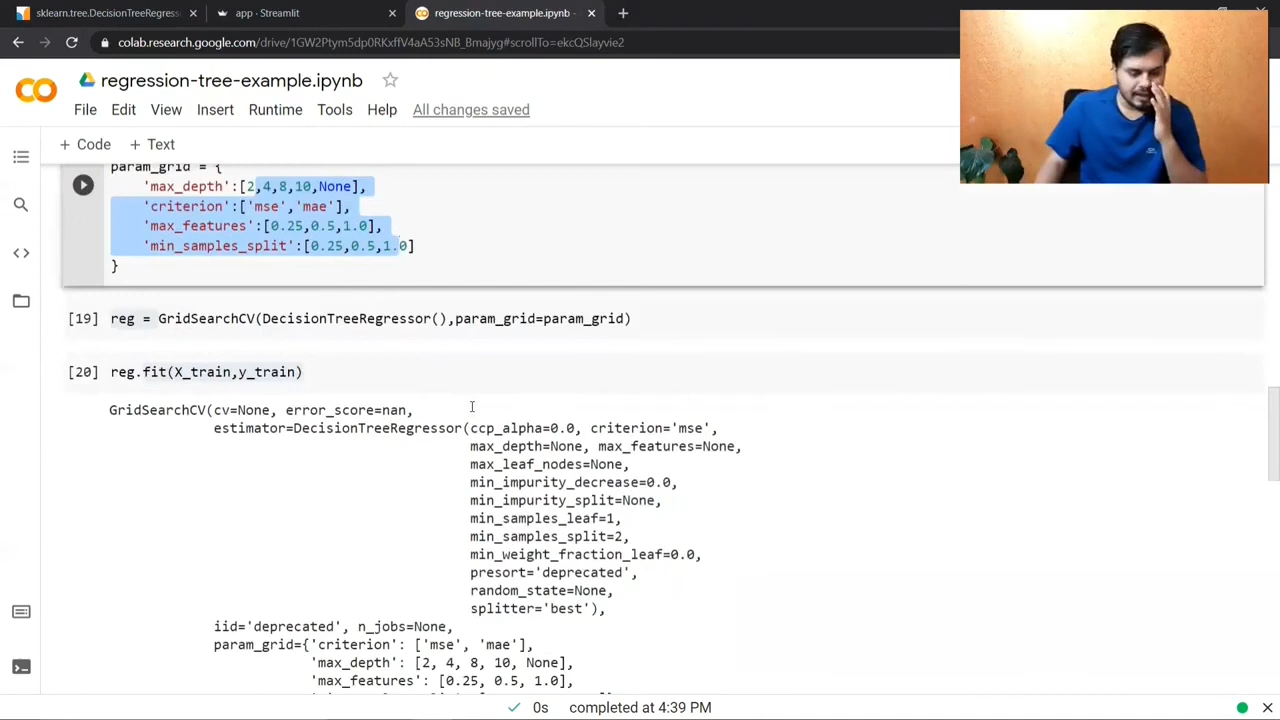 sklearn.tree.DecisionTreeRegress
app · Streamlit
regression-tree-example.ipynb
colab.research.google.com/drive/1GW2Ptym5dp0RKxffV4aA53sNB_Bmajyg#scrollTo=ekcQSlayvie2
regression-tree-example.ipynb
File Edit View Insert Runtime Tools Help All changes saved
+ Code + Text
param_grid = {
'max_depth':[2,4,8,10,None],
'criterion':['mse','mae'],
'max_features':[0.25,0.5,1.0],
'min_samples_split':[0.25,0.5,1.0]
}
[19] reg = GridSearchCV(DecisionTreeRegressor(),param_grid=param_grid)
[20] reg.fit(X_train,y_train)
GridSearchCV(cv=None, error_score=nan,
estimator=DecisionTreeRegressor(ccp_alpha=0.0, criterion='mse',
max_depth=None, max_features=None,
max_leaf_nodes=None,
min_impurity_decrease=0.0,
min_impurity_split=None,
min_samples_leaf=1,
min_samples_split=2,
min_weight_fraction_leaf=0.0,
presort='deprecated',
random_state=None,
splitter='best'),
iid='deprecated', n_jobs=None,
param_grid={'criterion': ['mse', 'mae'],
'max_depth': [2, 4, 8, 10, None],
'max_features': [0.25, 0.5, 1.0],
0s completed at 4:39 PM